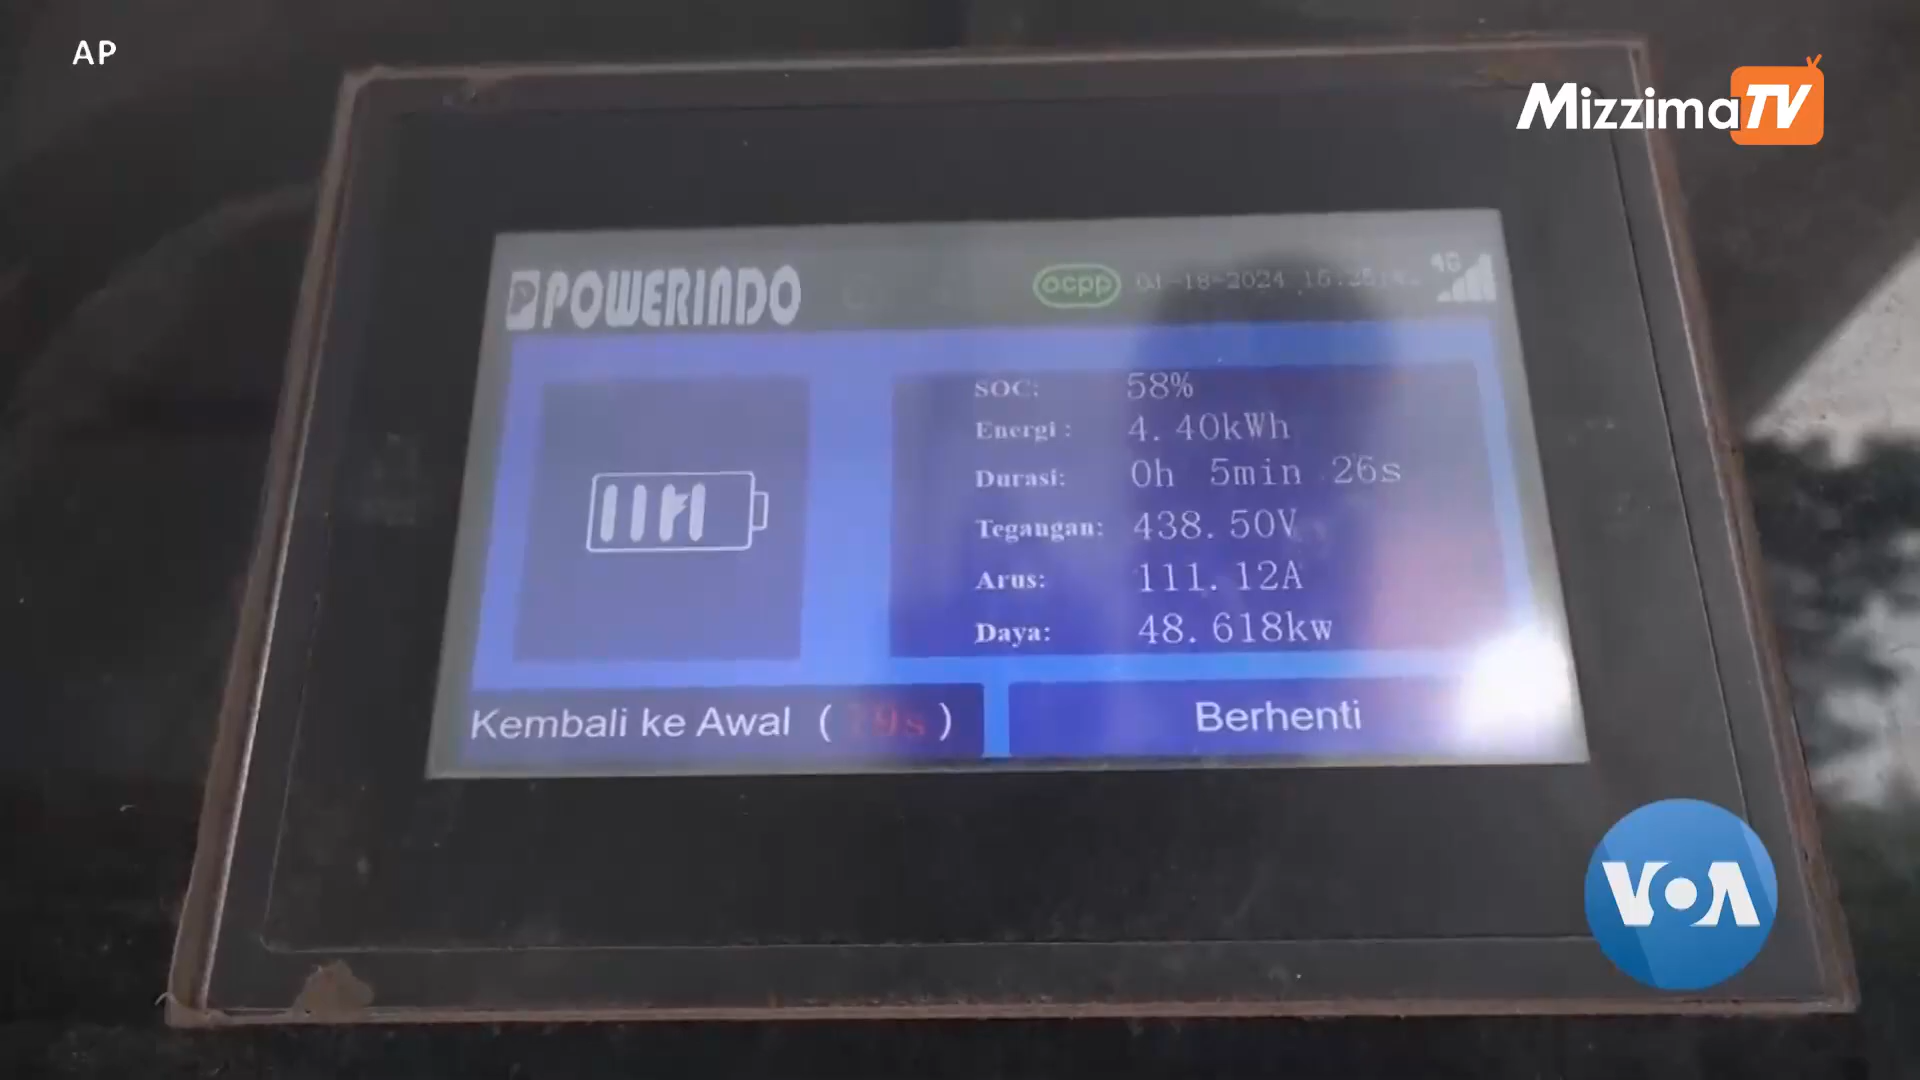 AP
MizzimaTV
POWERINDO
ocpp
4G
SOC: 58%
Energi : 4.40kWh
Durasi: 0h 5min 26s
Tegangan: 438.50V
Arus: 111.12A
Daya: 48.618kw
Kembali ke Awal ( )
Berhenti
VOA